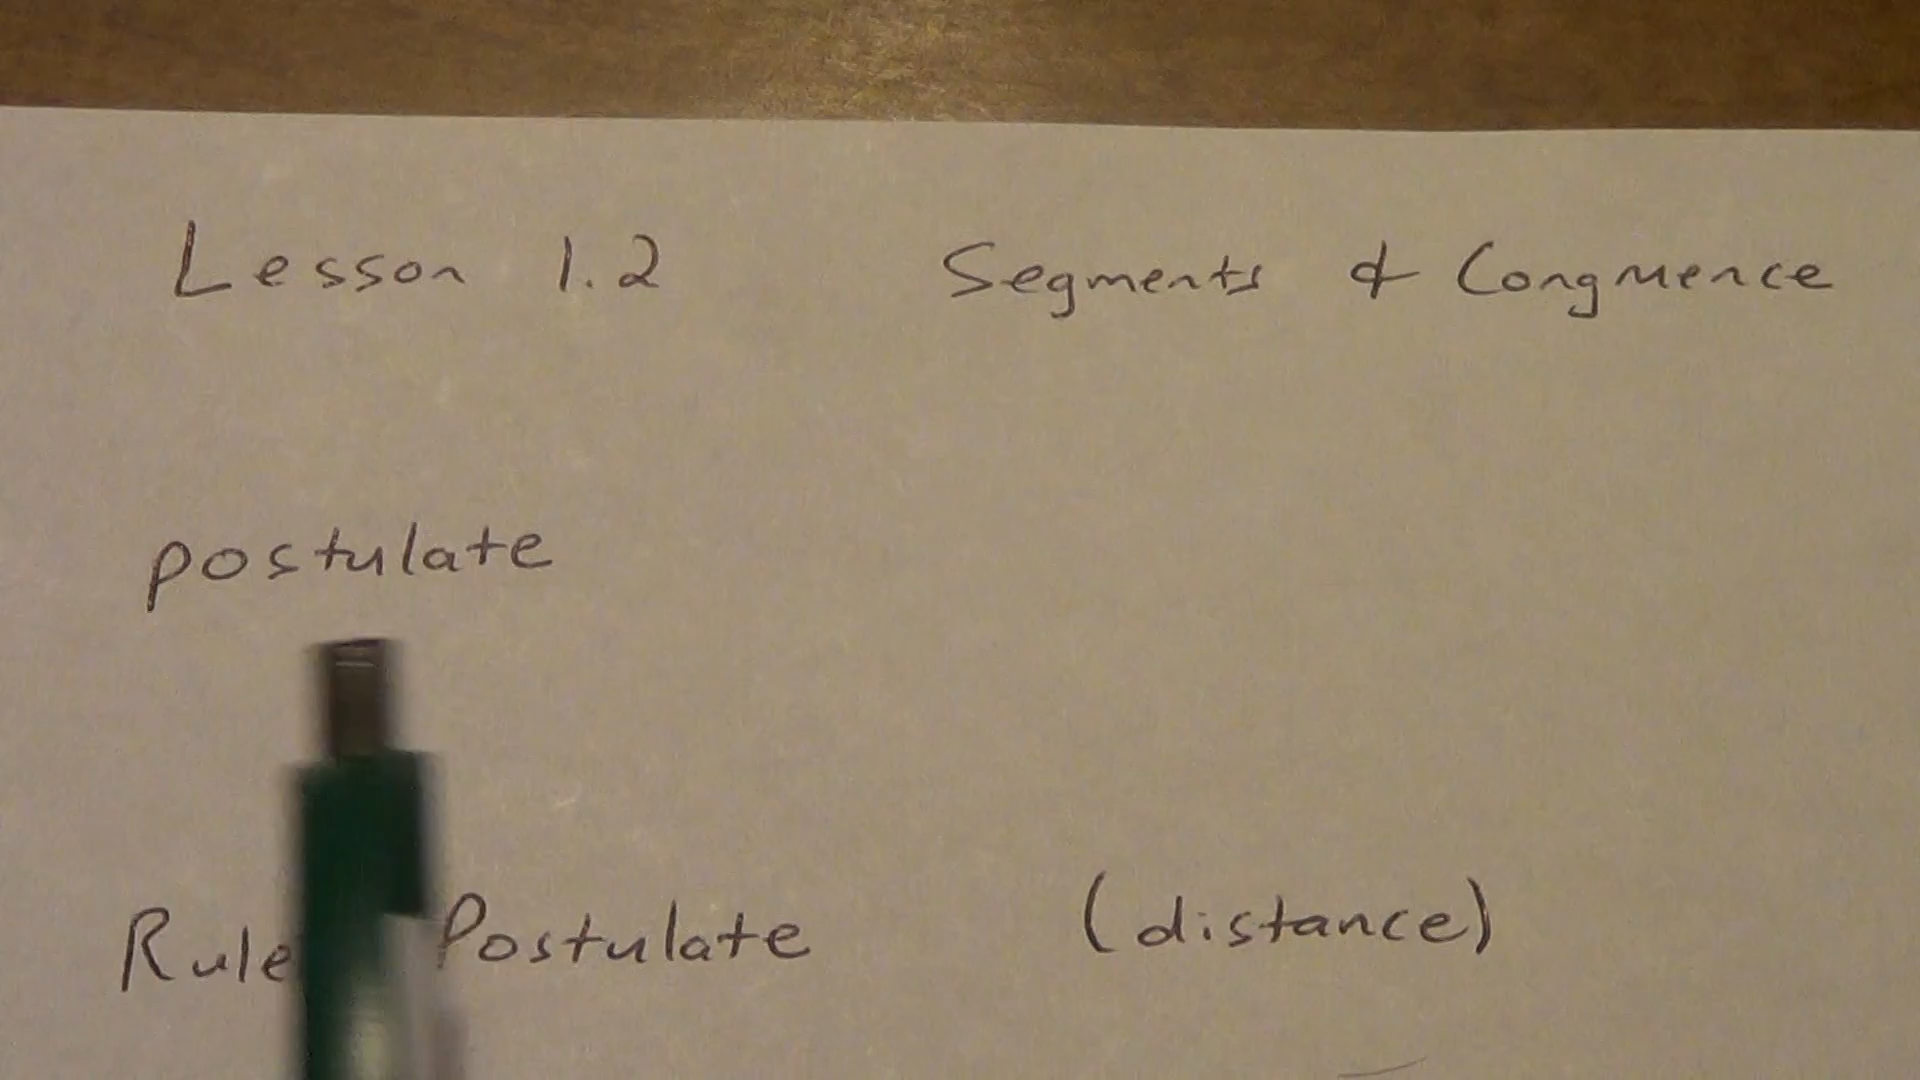 Lesson 1.2 Segments & Congruence
postulate
Rule Postulate (distance)